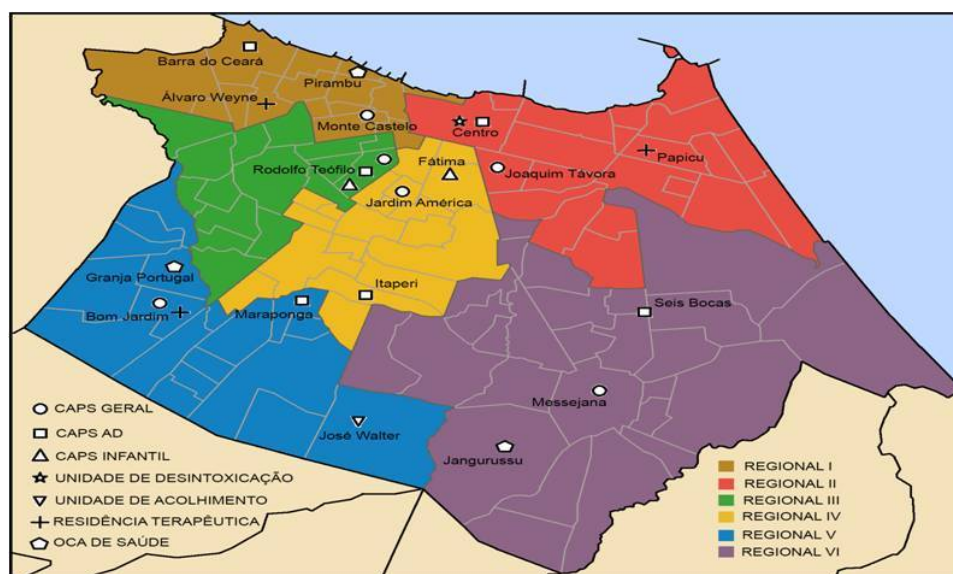 Barra do Ceará
Pirambu
Álvaro Weyne
Monte Castelo
Centro
Papicu
Rodolfo Teófilo
Fátima
Joaquim Távora
Jardim América
Granja Portugal
Itaperi
Seis Bocas
Bom Jardim
Maraponga
Messejana
José Walter
Jangurussu
CAPS GERAL
CAPS AD
CAPS INFANTIL
UNIDADE DE DESINTOXICAÇÃO
UNIDADE DE ACOLHIMENTO
RESIDÊNCIA TERAPÊUTICA
OCA DE SAÚDE
REGIONAL I
REGIONAL II
REGIONAL III
REGIONAL IV
REGIONAL V
REGIONAL VI